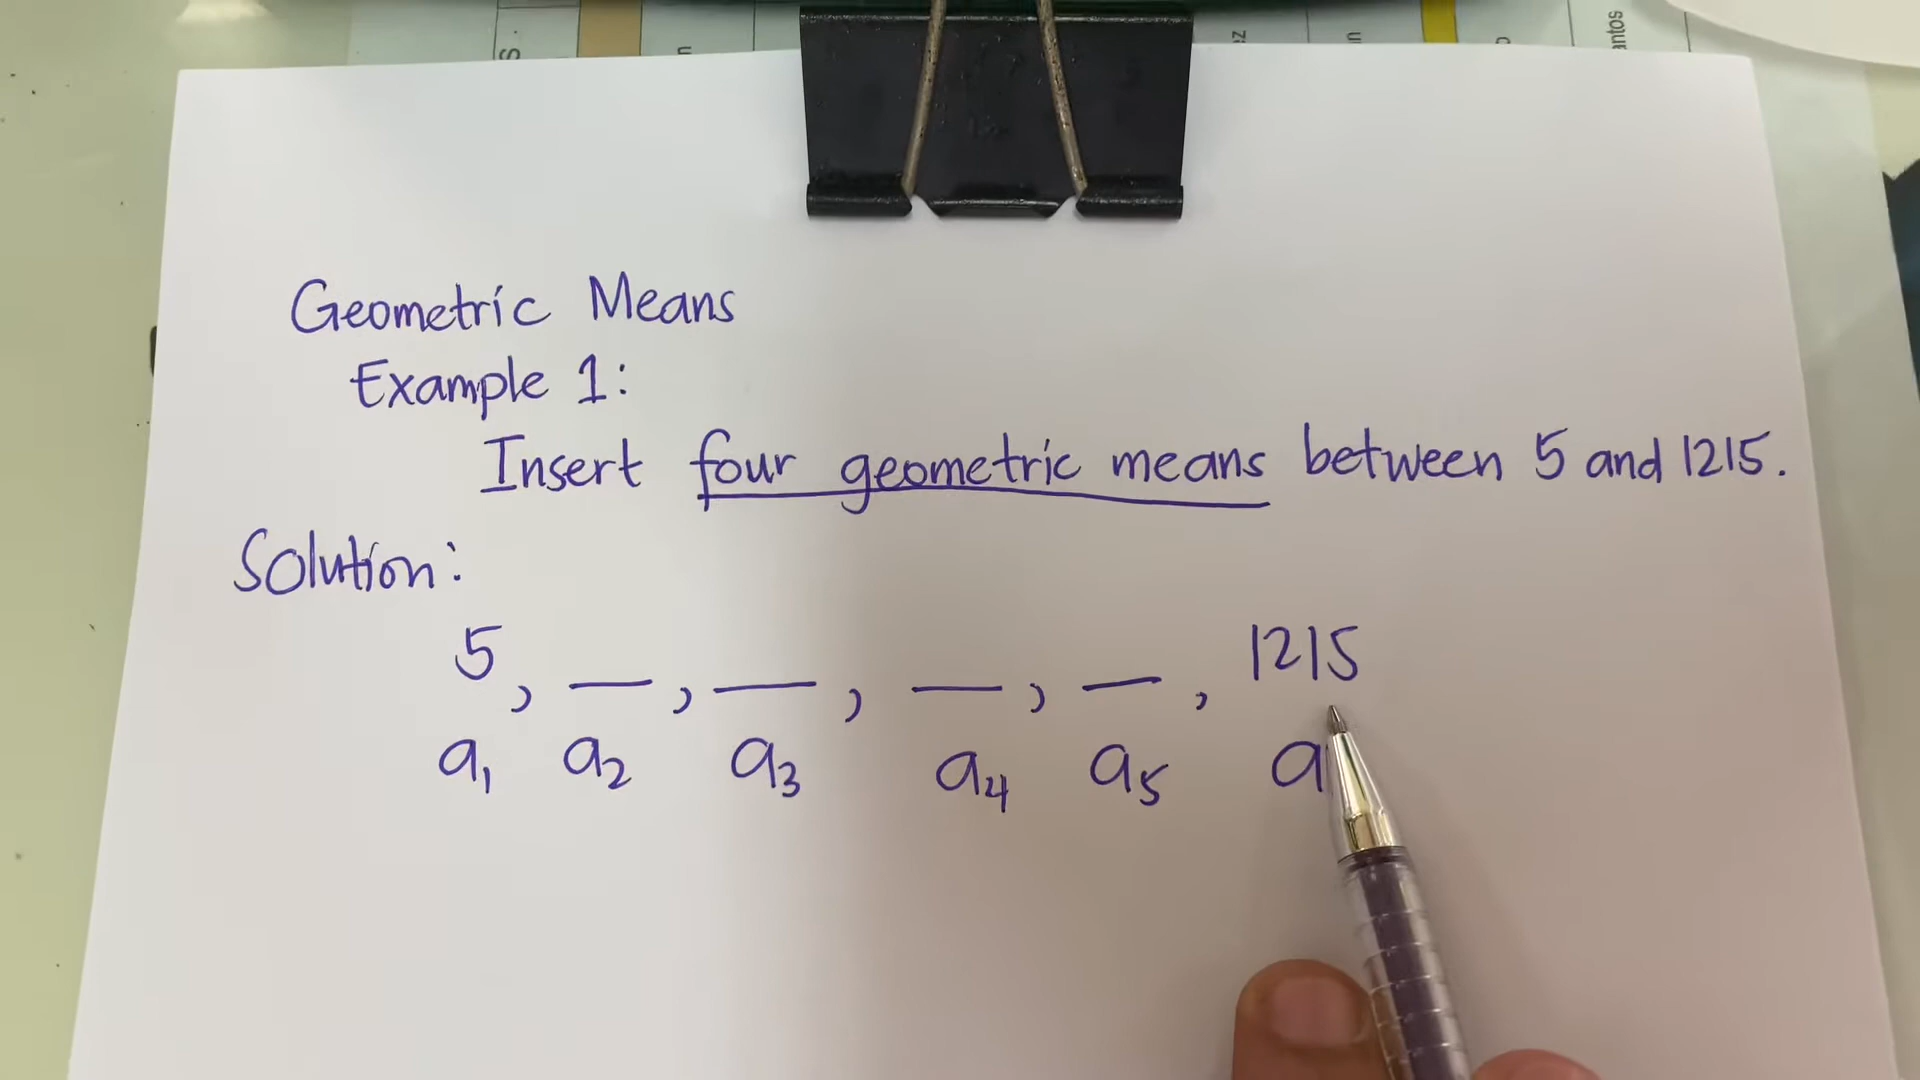 Geometric Means
Example 1:
Insert four geometric means between 5 and 1215.
Solution:
5, __, __, __, __, 1215
a₁ a₂ a₃ a₄ a₅ a